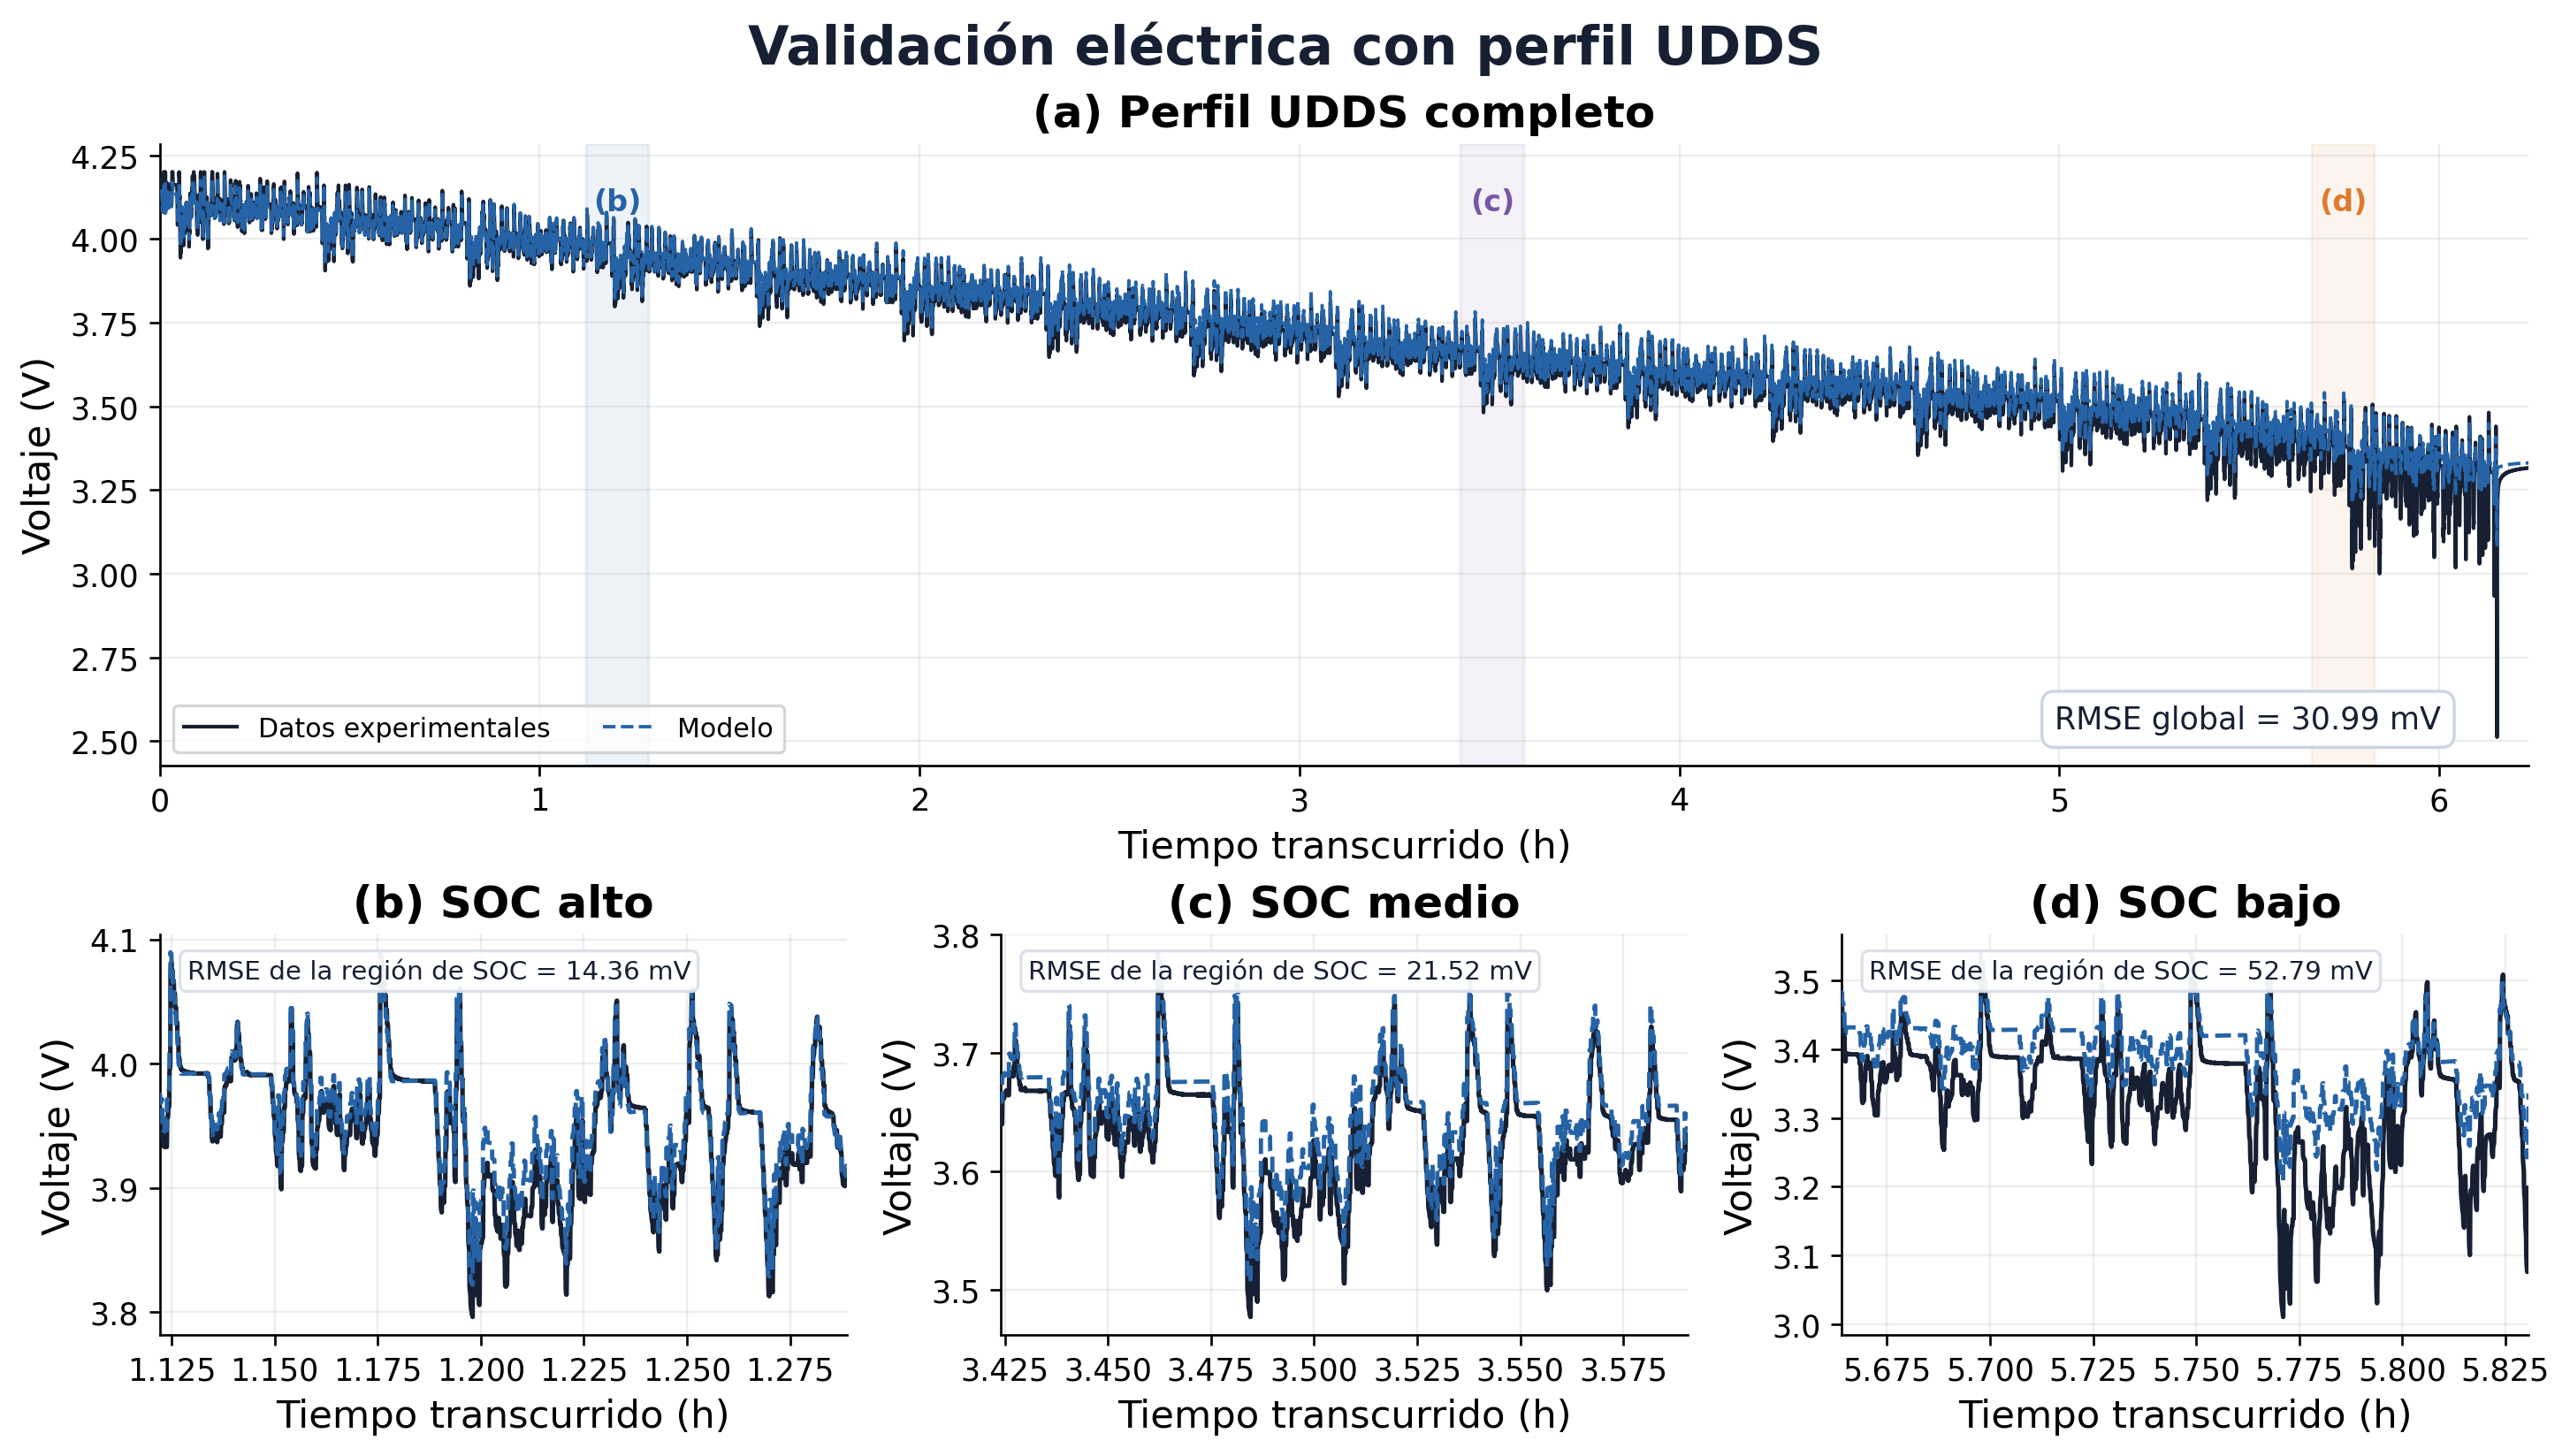 Validación eléctrica con perfil UDDS
(a) Perfil UDDS completo
Voltaje (V)
4.25
4.00
3.75
3.50
3.25
3.00
2.75
2.50
(b)
(c)
(d)
Datos experimentales
Modelo
RMSE global = 30.99 mV
0 1 2 3 4 5 6
Tiempo transcurrido (h)
(b) SOC alto
RMSE de la región de SOC = 14.36 mV
Voltaje (V)
4.1
4.0
3.9
3.8
1.125 1.150 1.175 1.200 1.225 1.250 1.275
Tiempo transcurrido (h)
(c) SOC medio
RMSE de la región de SOC = 21.52 mV
Voltaje (V)
3.8
3.7
3.6
3.5
3.425 3.450 3.475 3.500 3.525 3.550 3.575
Tiempo transcurrido (h)
(d) SOC bajo
RMSE de la región de SOC = 52.79 mV
Voltaje (V)
3.5
3.4
3.3
3.2
3.1
3.0
5.675 5.700 5.725 5.750 5.775 5.800 5.825
Tiempo transcurrido (h)